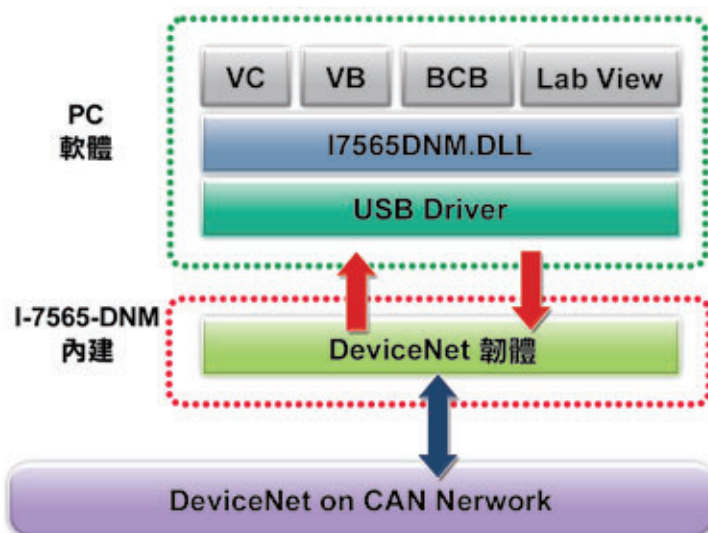 VC
VB
BCB
Lab View
PC
軟體
I7565DNM.DLL
USB Driver
I-7565-DNM
內建
DeviceNet 韌體
DeviceNet on CAN Nerwork